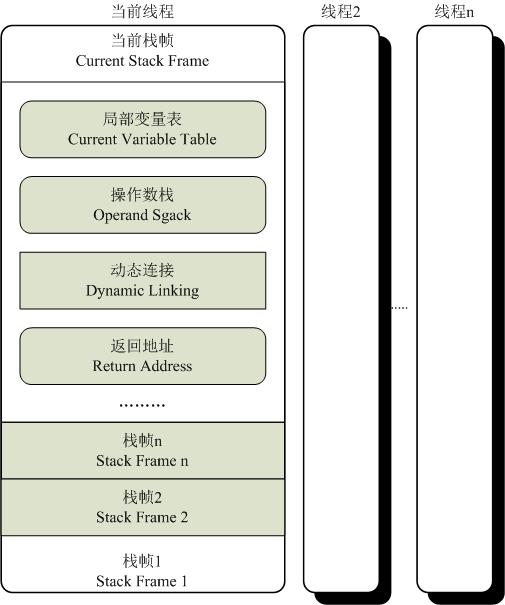 当前线程
线程2
线程n
当前栈帧
Current Stack Frame
局部变量表
Current Variable Table
操作数栈
Operand Sgack
动态连接
Dynamic Linking
返回地址
Return Address
………
.....
栈帧n
Stack Frame n
栈帧2
Stack Frame 2
栈帧1
Stack Frame 1